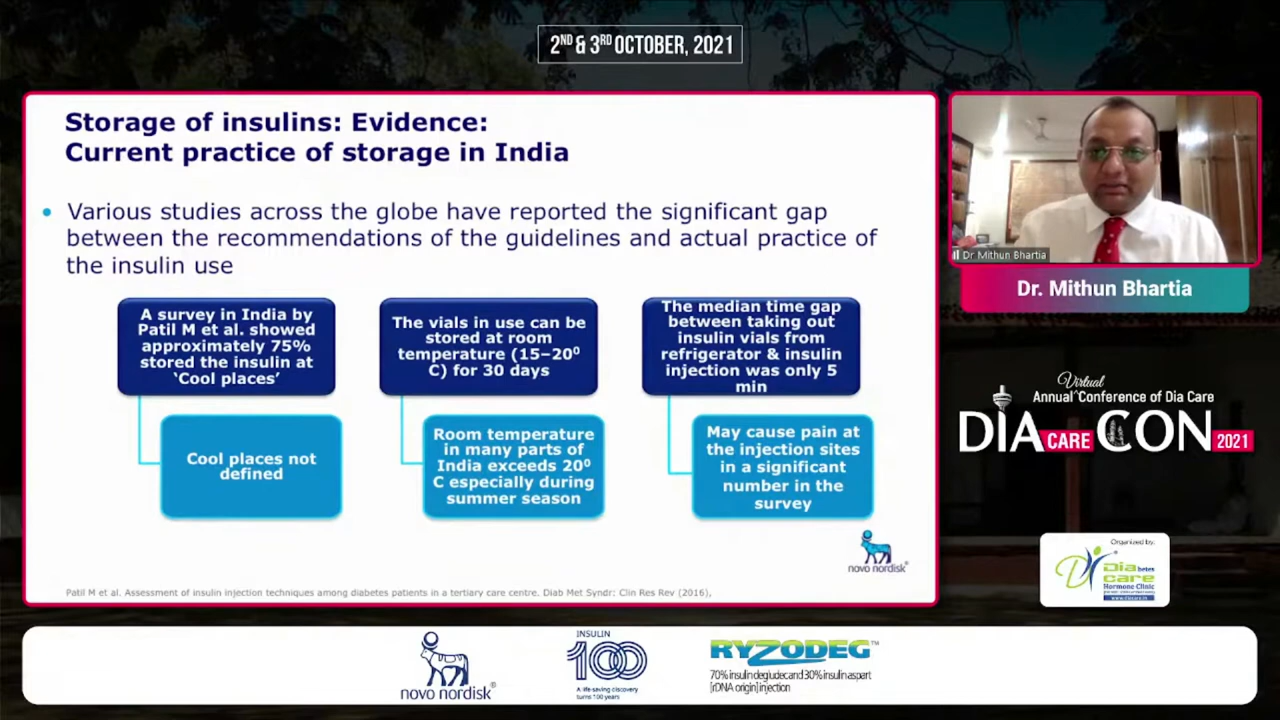 2ND & 3RD OCTOBER, 2021
Storage of insulins: Evidence:
Current practice of storage in India
• Various studies across the globe have reported the significant gap
between the recommendations of the guidelines and actual practice of
the insulin use
A survey in India by
Patil M et al. showed
approximately 75%
stored the insulin at
‘Cool places’
Cool places not
defined
The vials in use can be
stored at room
temperature (15–20⁰
C) for 30 days
Room temperature
in many parts of
India exceeds 20⁰
C especially during
summer season
The median time gap
between taking out
insulin vials from
refrigerator & insulin
injection was only 5
min
May cause pain at
the injection sites
in a significant
number in the
survey
novo nordisk®
Patil M et al. Assessment of insulin injection techniques among diabetes patients in a tertiary care centre. Diab Met Syndr: Clin Res Rev (2016),
Dr Mithun Bhartia
Dr. Mithun Bhartia
Virtual
Annual ^Conference of Dia Care
DIA CARE CON 2021
Organized by:
Diabetes
care
Hormone Clinic
novo nordisk®
INSULIN
100
A life-saving discovery
turns 100 years
RYZODEG™
70% insulin degludec and 30% insulin aspart
[rDNA origin] injection